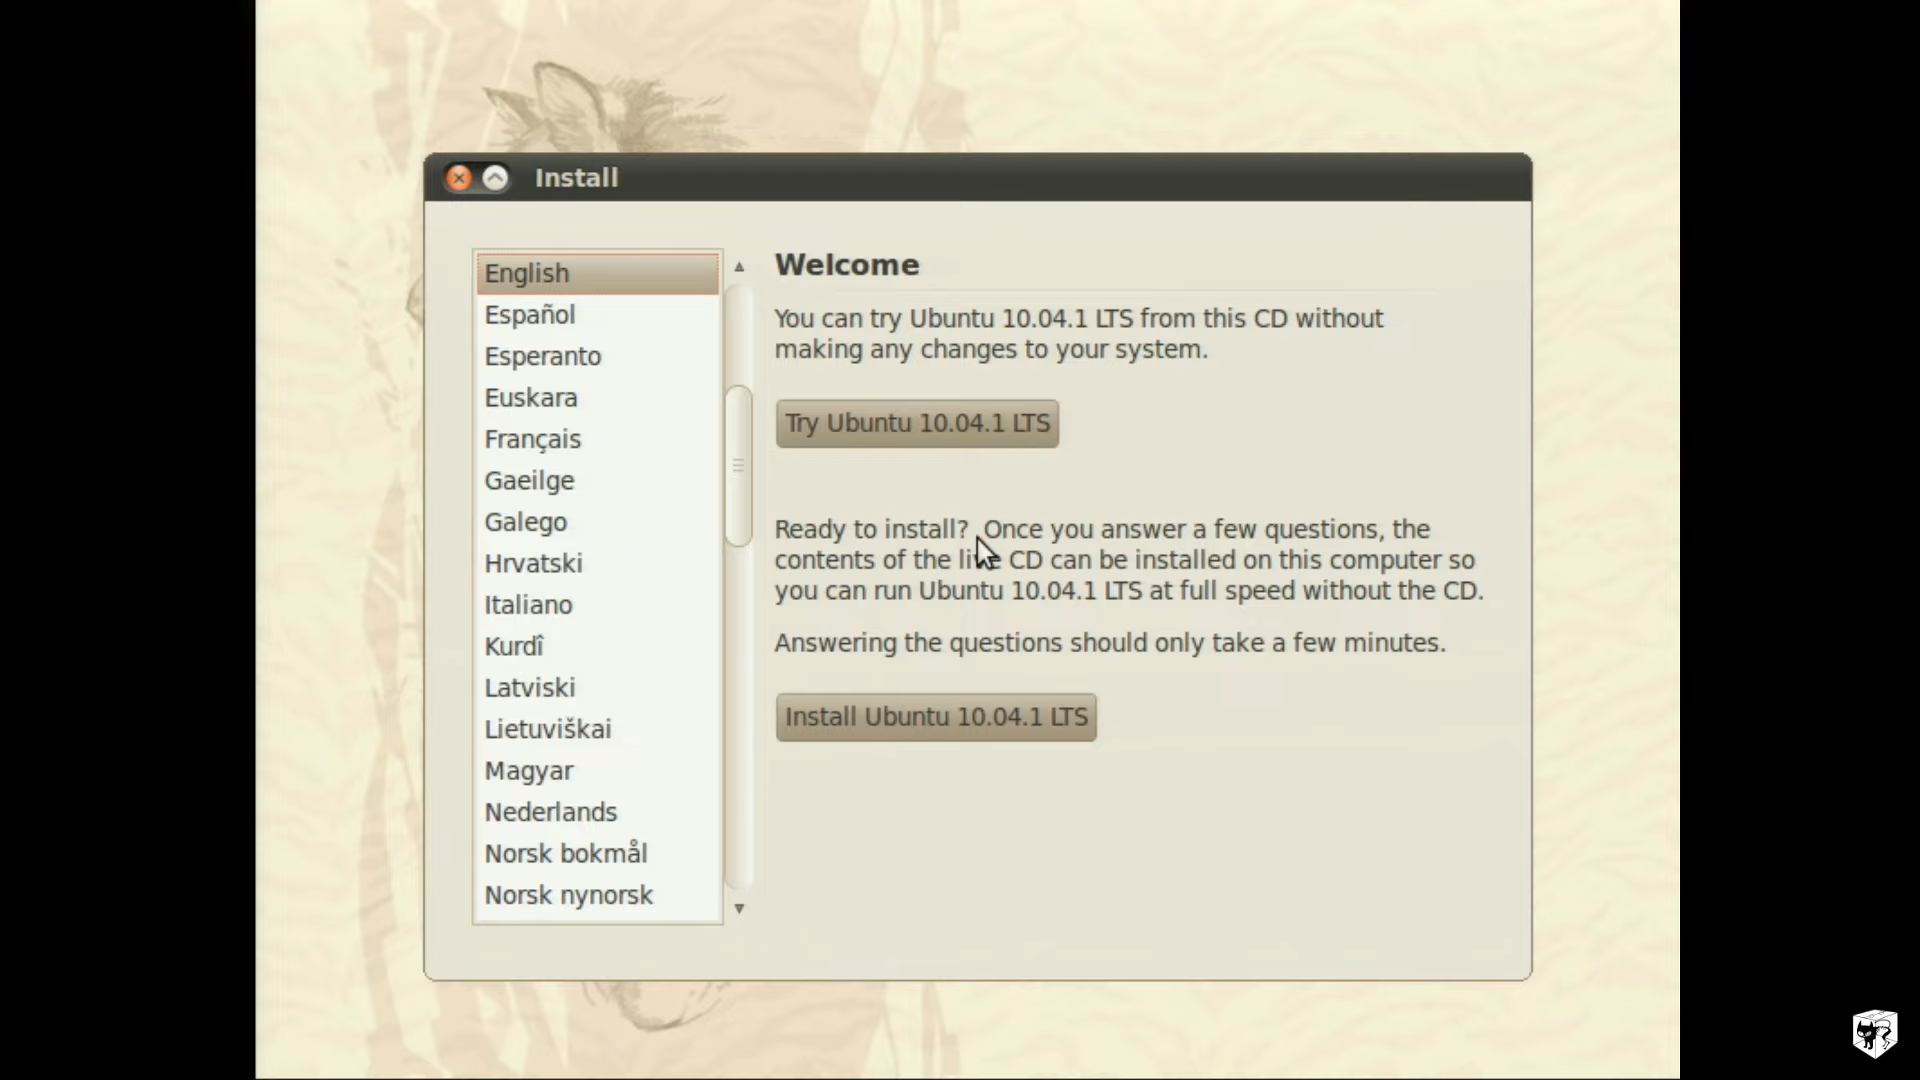 Install
English
Español
Esperanto
Euskara
Français
Gaeilge
Galego
Hrvatski
Italiano
Kurdî
Latviski
Lietuviškai
Magyar
Nederlands
Norsk bokmål
Norsk nynorsk
Welcome
You can try Ubuntu 10.04.1 LTS from this CD without
making any changes to your system.
Try Ubuntu 10.04.1 LTS
Ready to install? Once you answer a few questions, the
contents of the live CD can be installed on this computer so
you can run Ubuntu 10.04.1 LTS at full speed without the CD.
Answering the questions should only take a few minutes.
Install Ubuntu 10.04.1 LTS